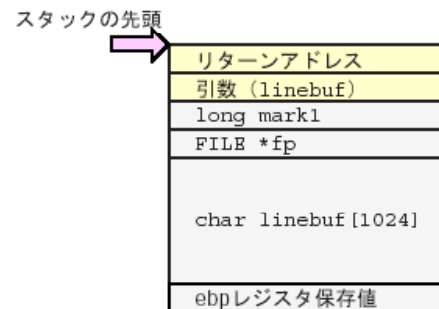 スタックの先頭
リターンアドレス
引数（linebuf）
long mark1
FILE *fp
char linebuf[1024]
ebpレジスタ保存値